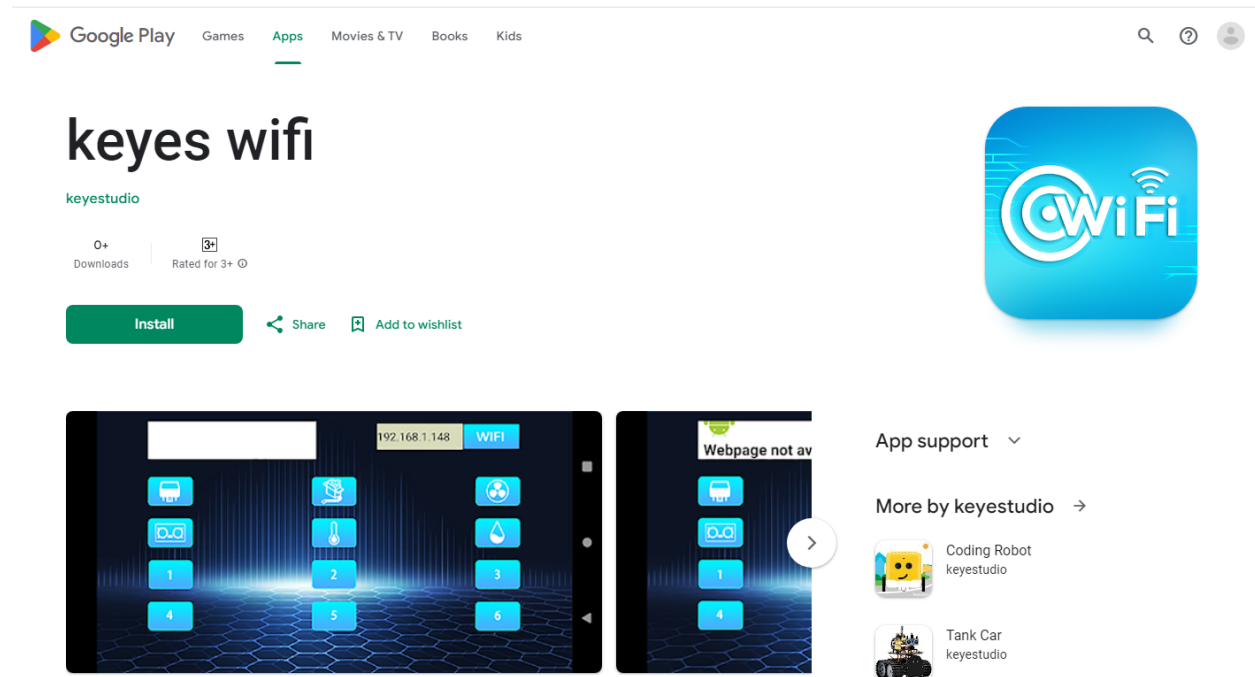 Google Play Games Apps Movies & TV Books Kids
keyes wifi
keyestudio
0+
Downloads
3+
Rated for 3+
Install
Share
Add to wishlist
WiFi
192.168.1.148 WIFI
1 2 3
4 5 6
Webpage not av
1
4
App support
More by keyestudio
Coding Robot
keyestudio
Tank Car
keyestudio